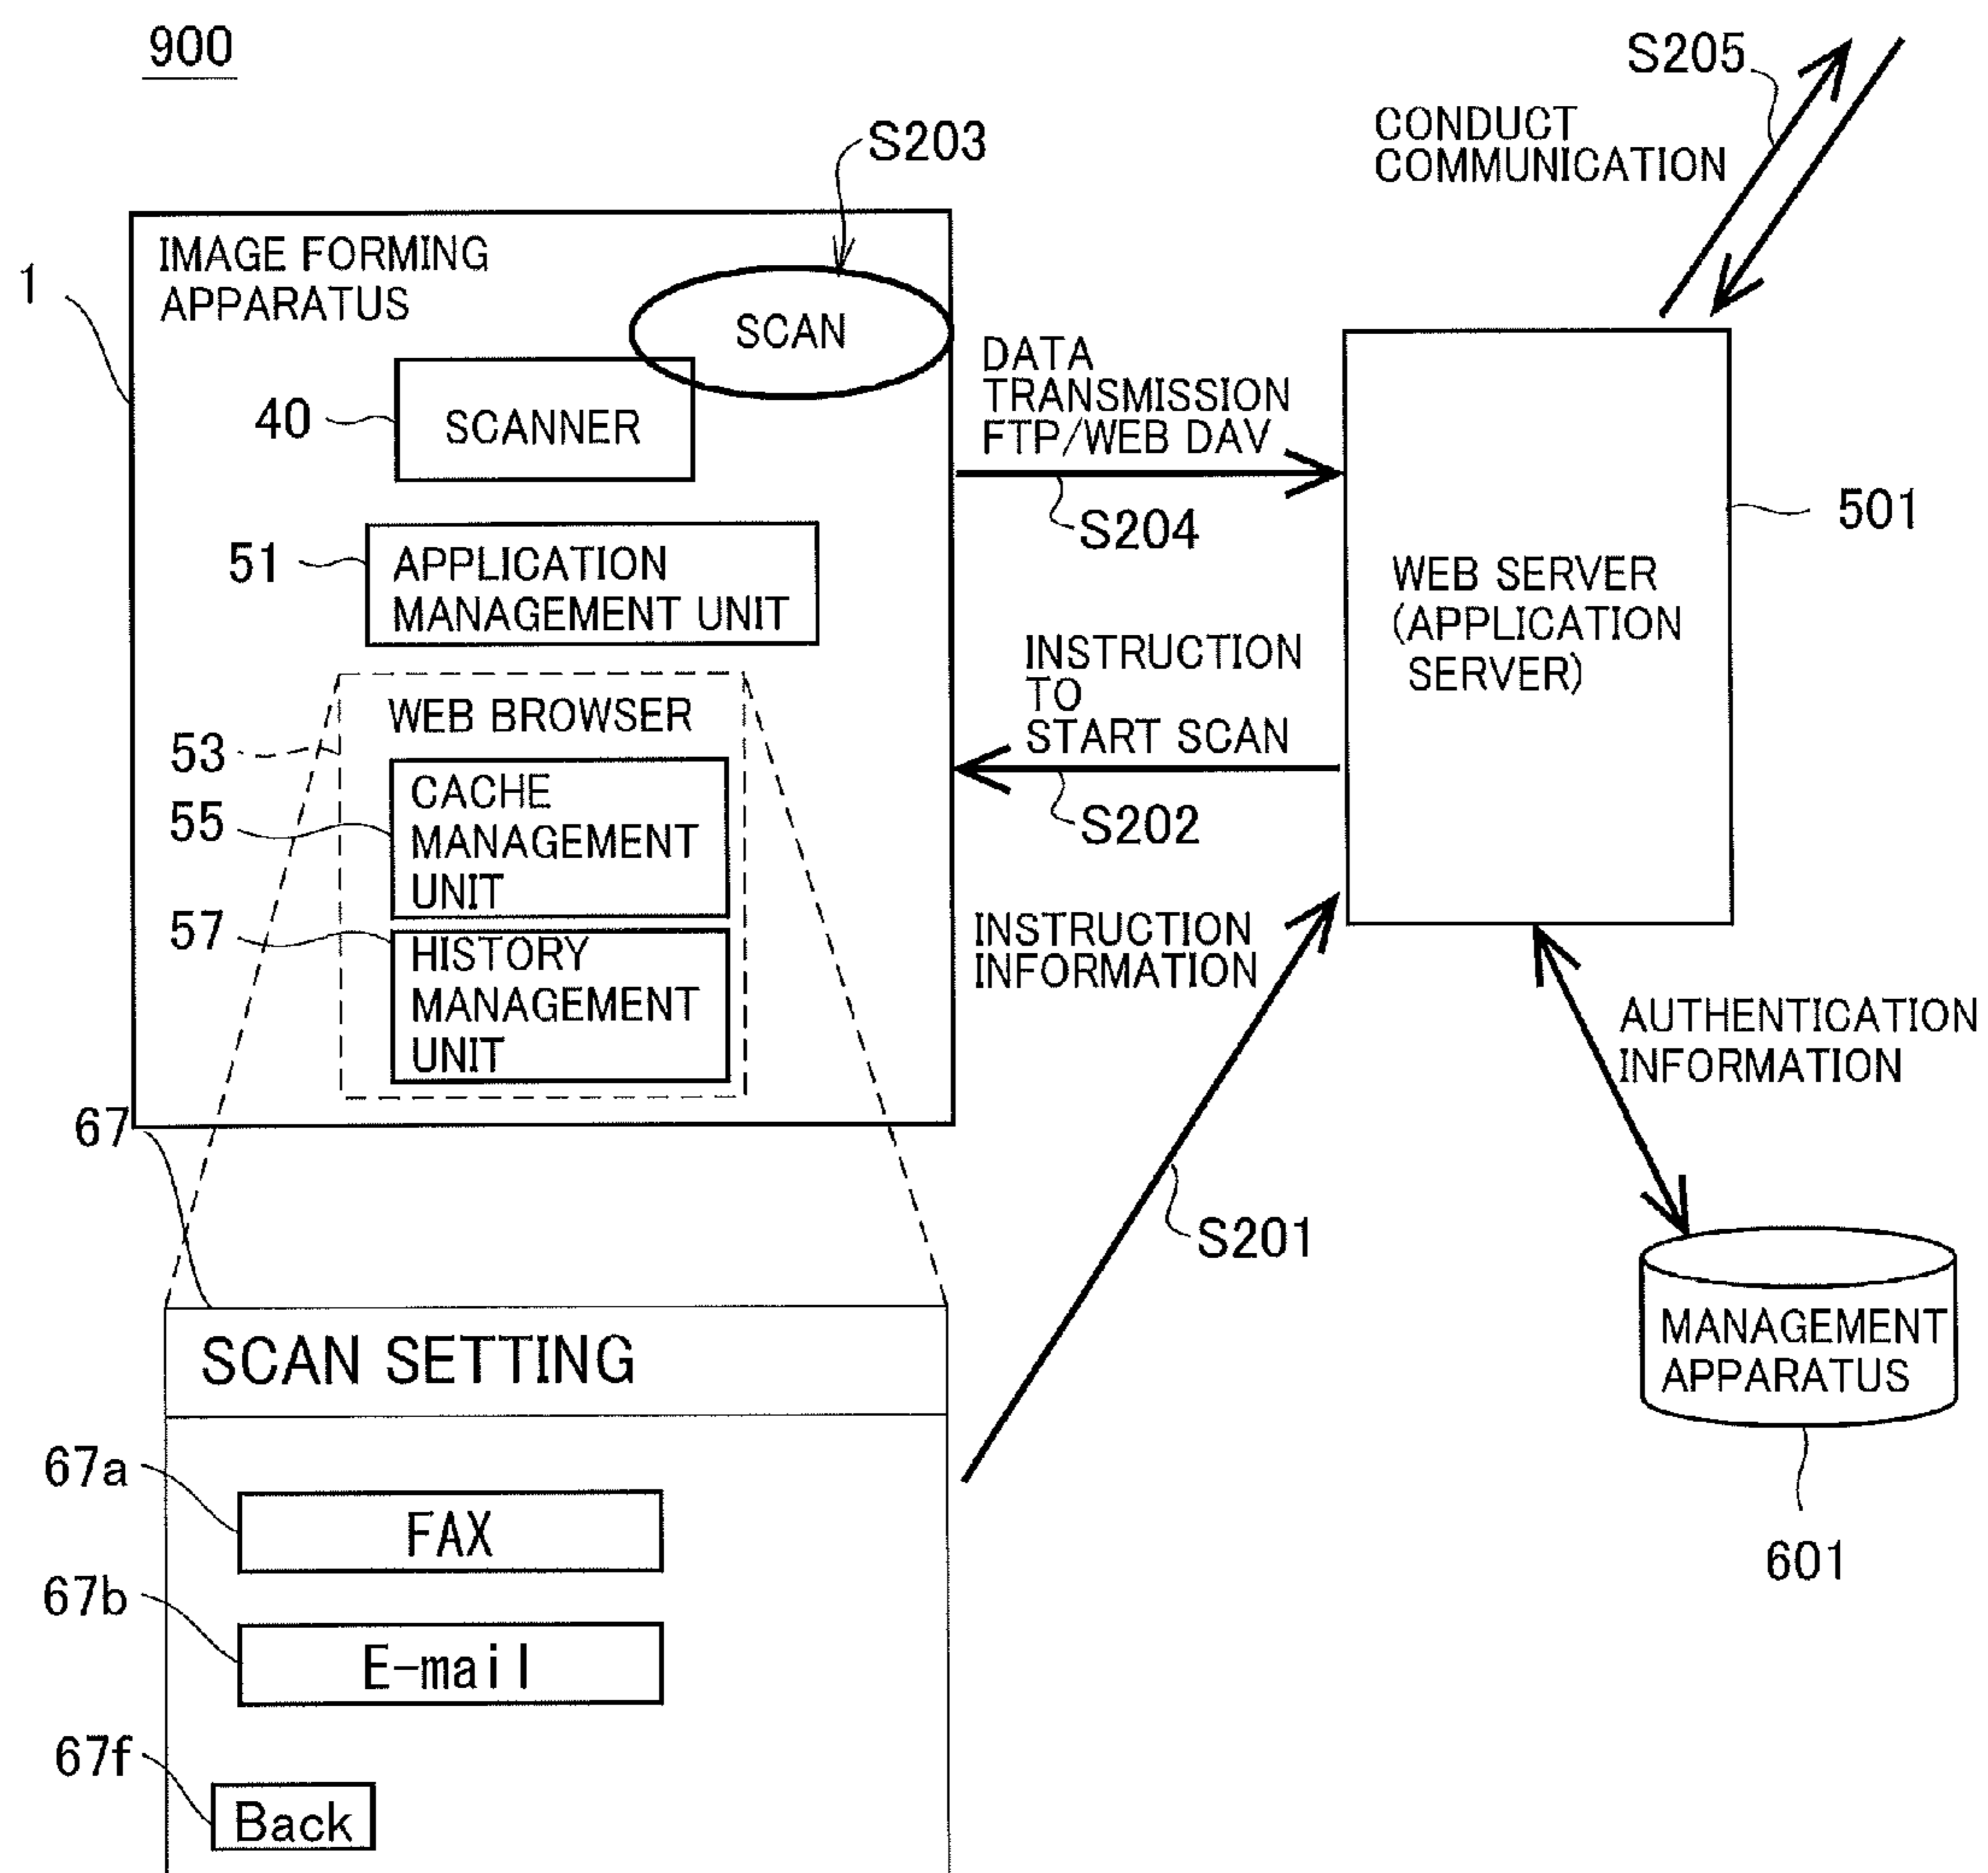 900
S205
CONDUCT
COMMUNICATION
S203
IMAGE FORMING
APPARATUS
1
SCAN
40
SCANNER
DATA
TRANSMISSION
FTP/WEB DAV
S204
501
51
APPLICATION
MANAGEMENT UNIT
WEB SERVER
(APPLICATION
SERVER)
INSTRUCTION
TO
START SCAN
S202
WEB BROWSER
53
CACHE
MANAGEMENT
UNIT
55
57
HISTORY
MANAGEMENT
UNIT
INSTRUCTION
INFORMATION
AUTHENTICATION
INFORMATION
67
S201
MANAGEMENT
APPARATUS
601
SCAN SETTING
67a
FAX
67b
E-mail
67f
Back